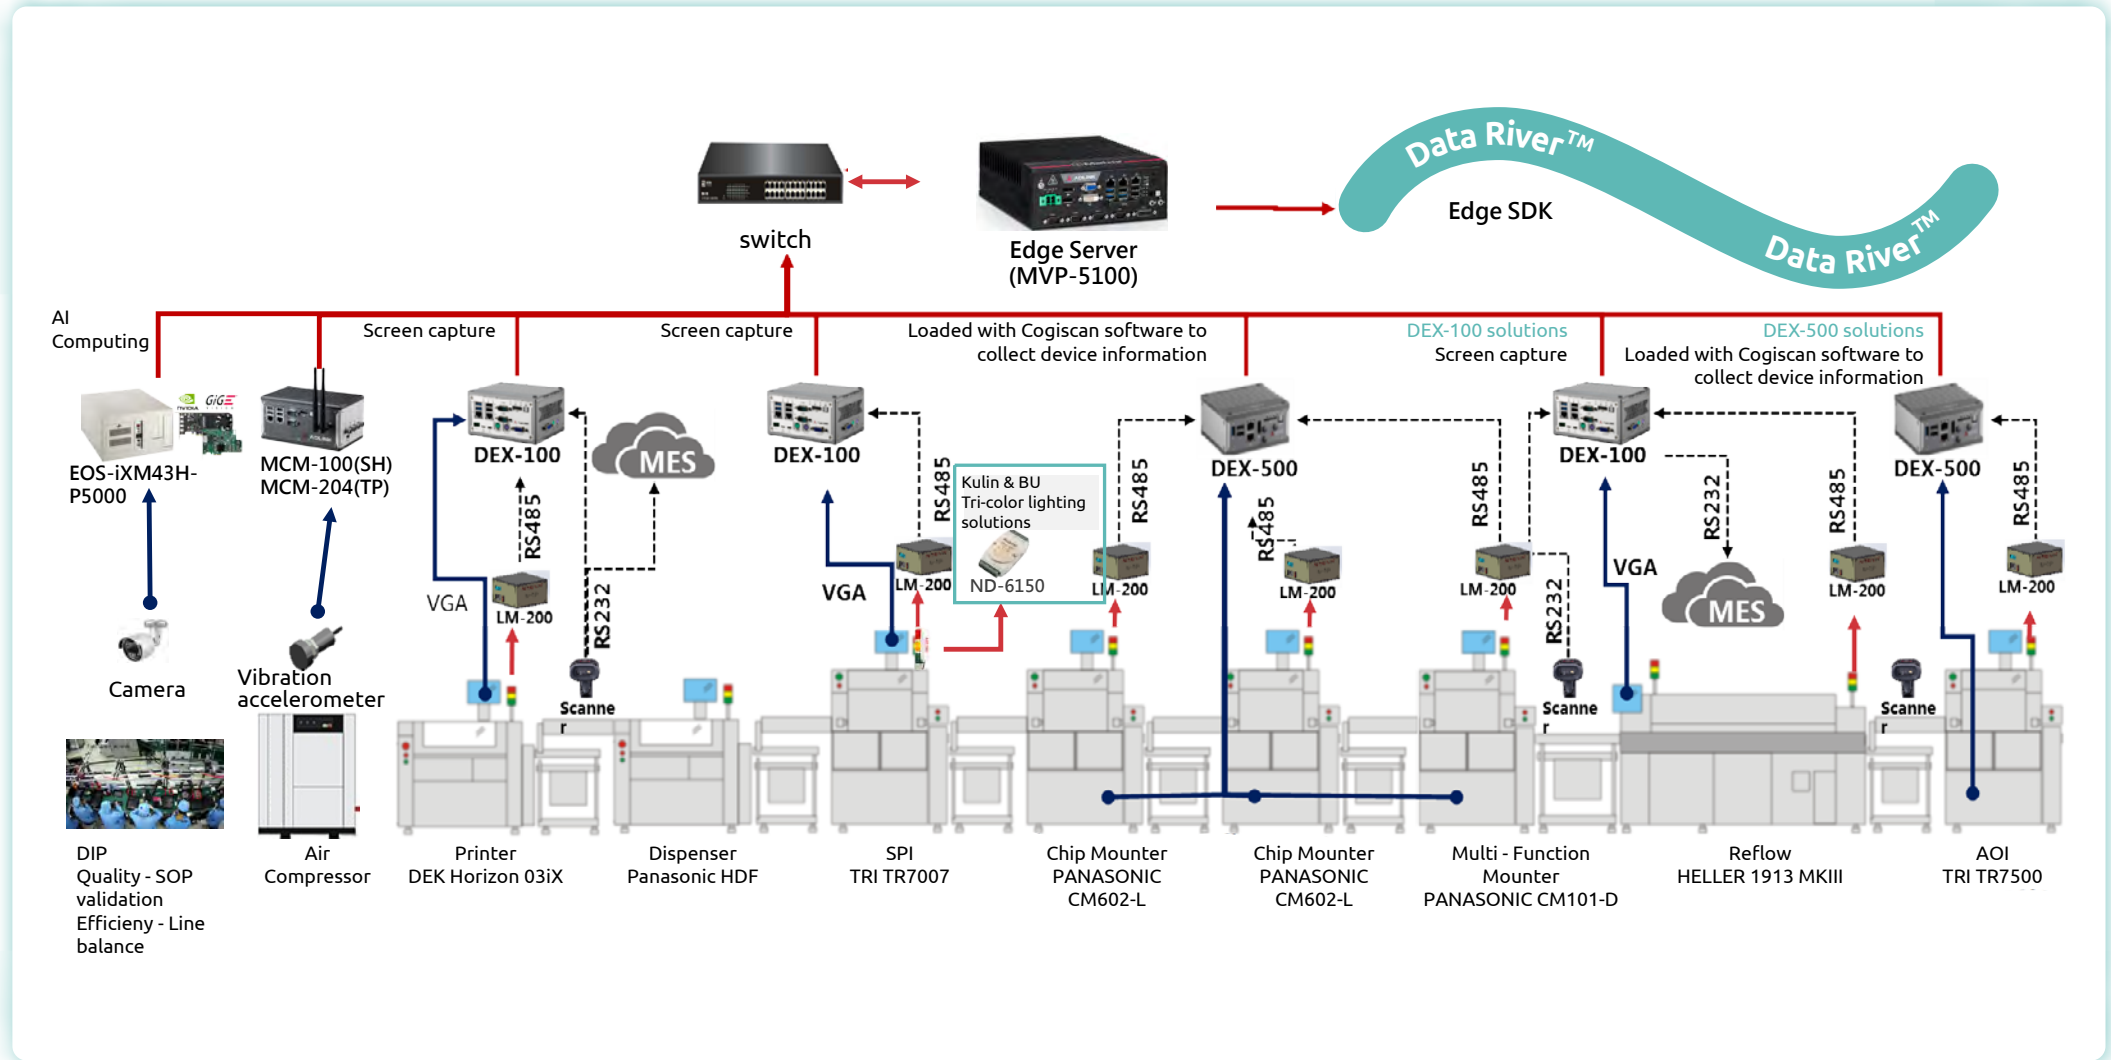 Data River™
Edge SDK
Data River™
switch
Edge Server
(MVP-5100)
AI
Computing
Screen capture
Screen capture
Loaded with Cogiscan software to
collect device information
DEX-100 solutions
Screen capture
DEX-500 solutions
Loaded with Cogiscan software to
collect device information
NVIDIA
GiGE
EOS-iXM43H-
P5000
MCM-100(SH)
MCM-204(TP)
DEX-100
MES
DEX-100
DEX-500
DEX-100
DEX-500
RS485
RS485
RS485
RS485
RS485
RS232
RS485
RS485
Kulin & BU
Tri-color lighting
solutions
ND-6150
VGA
LM-200
RS232
VGA
LM-200
LM-200
LM-200
LM-200
RS232
VGA
MES
LM-200
LM-200
Camera
Vibration
accelerometer
Scanne
r
Scanne
r
Scanne
r
DIP
Quality - SOP
validation
Efficieny - Line
balance
Air
Compressor
Printer
DEK Horizon 03iX
Dispenser
Panasonic HDF
SPI
TRI TR7007
Chip Mounter
PANASONIC
CM602-L
Chip Mounter
PANASONIC
CM602-L
Multi - Function
Mounter
PANASONIC CM101-D
Reflow
HELLER 1913 MKIII
AOI
TRI TR7500